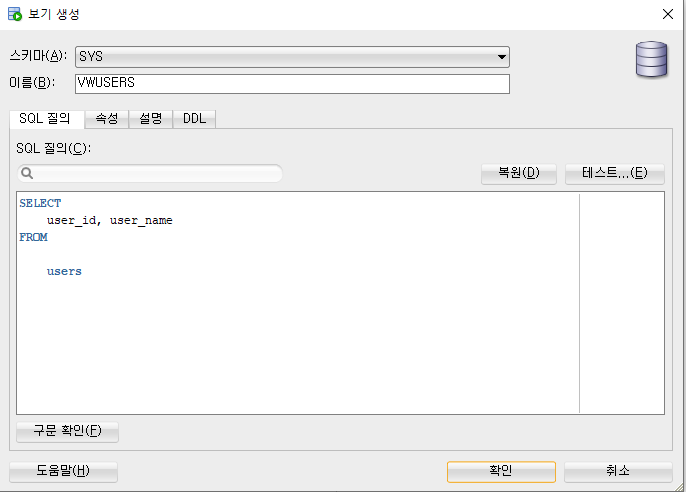 보기 생성
스키마(A): SYS
이름(B): VWUSERS
SQL 질의 속성 설명 DDL
SQL 질의(C):
복원(D) 테스트...(E)
SELECT
user_id, user_name
FROM
users
구문 확인(F)
도움말(H) 확인 취소